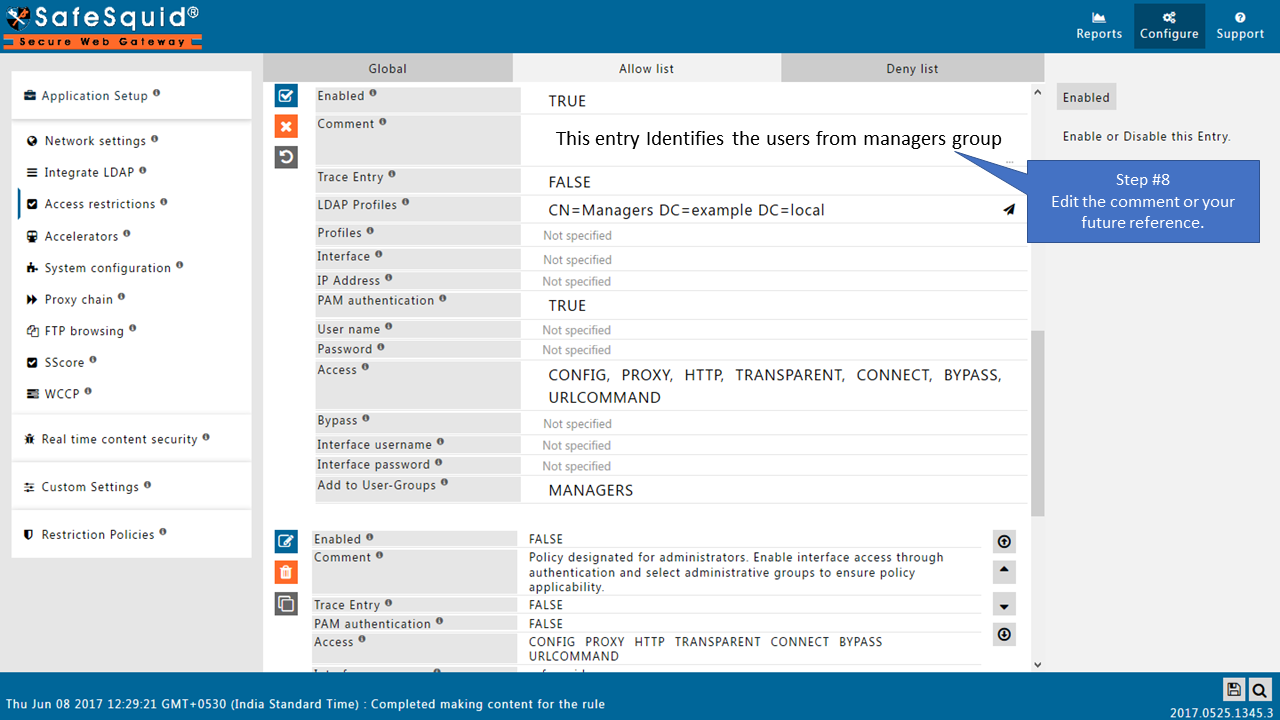 SafeSquid®
Secure Web Gateway
Reports
Configure
Support
Application Setup
Network settings
Integrate LDAP
Access restrictions
Accelerators
System configuration
Proxy chain
FTP browsing
SScore
WCCP
Real time content security
Custom Settings
Restriction Policies
Global
Allow list
Deny list
Enabled
TRUE
Comment
This entry Identifies the users from managers group
...
Trace Entry
FALSE
LDAP Profiles
CN=Managers DC=example DC=local
Profiles
Not specified
Interface
Not specified
IP Address
Not specified
PAM authentication
TRUE
User name
Not specified
Password
Not specified
Access
CONFIG, PROXY, HTTP, TRANSPARENT, CONNECT, BYPASS,
URLCOMMAND
Bypass
Not specified
Interface username
Not specified
Interface password
Not specified
Add to User-Groups
MANAGERS
Enabled
FALSE
Comment
Policy designated for administrators. Enable interface access through
authentication and select administrative groups to ensure policy
applicability.
Trace Entry
FALSE
PAM authentication
FALSE
Access
CONFIG PROXY HTTP TRANSPARENT CONNECT BYPASS
URLCOMMAND
Enabled
Enable or Disable this Entry.
Step #8
Edit the comment or your
future reference.
Thu Jun 08 2017 12:29:21 GMT+0530 (India Standard Time) : Completed making content for the rule
2017.0525.1345.3